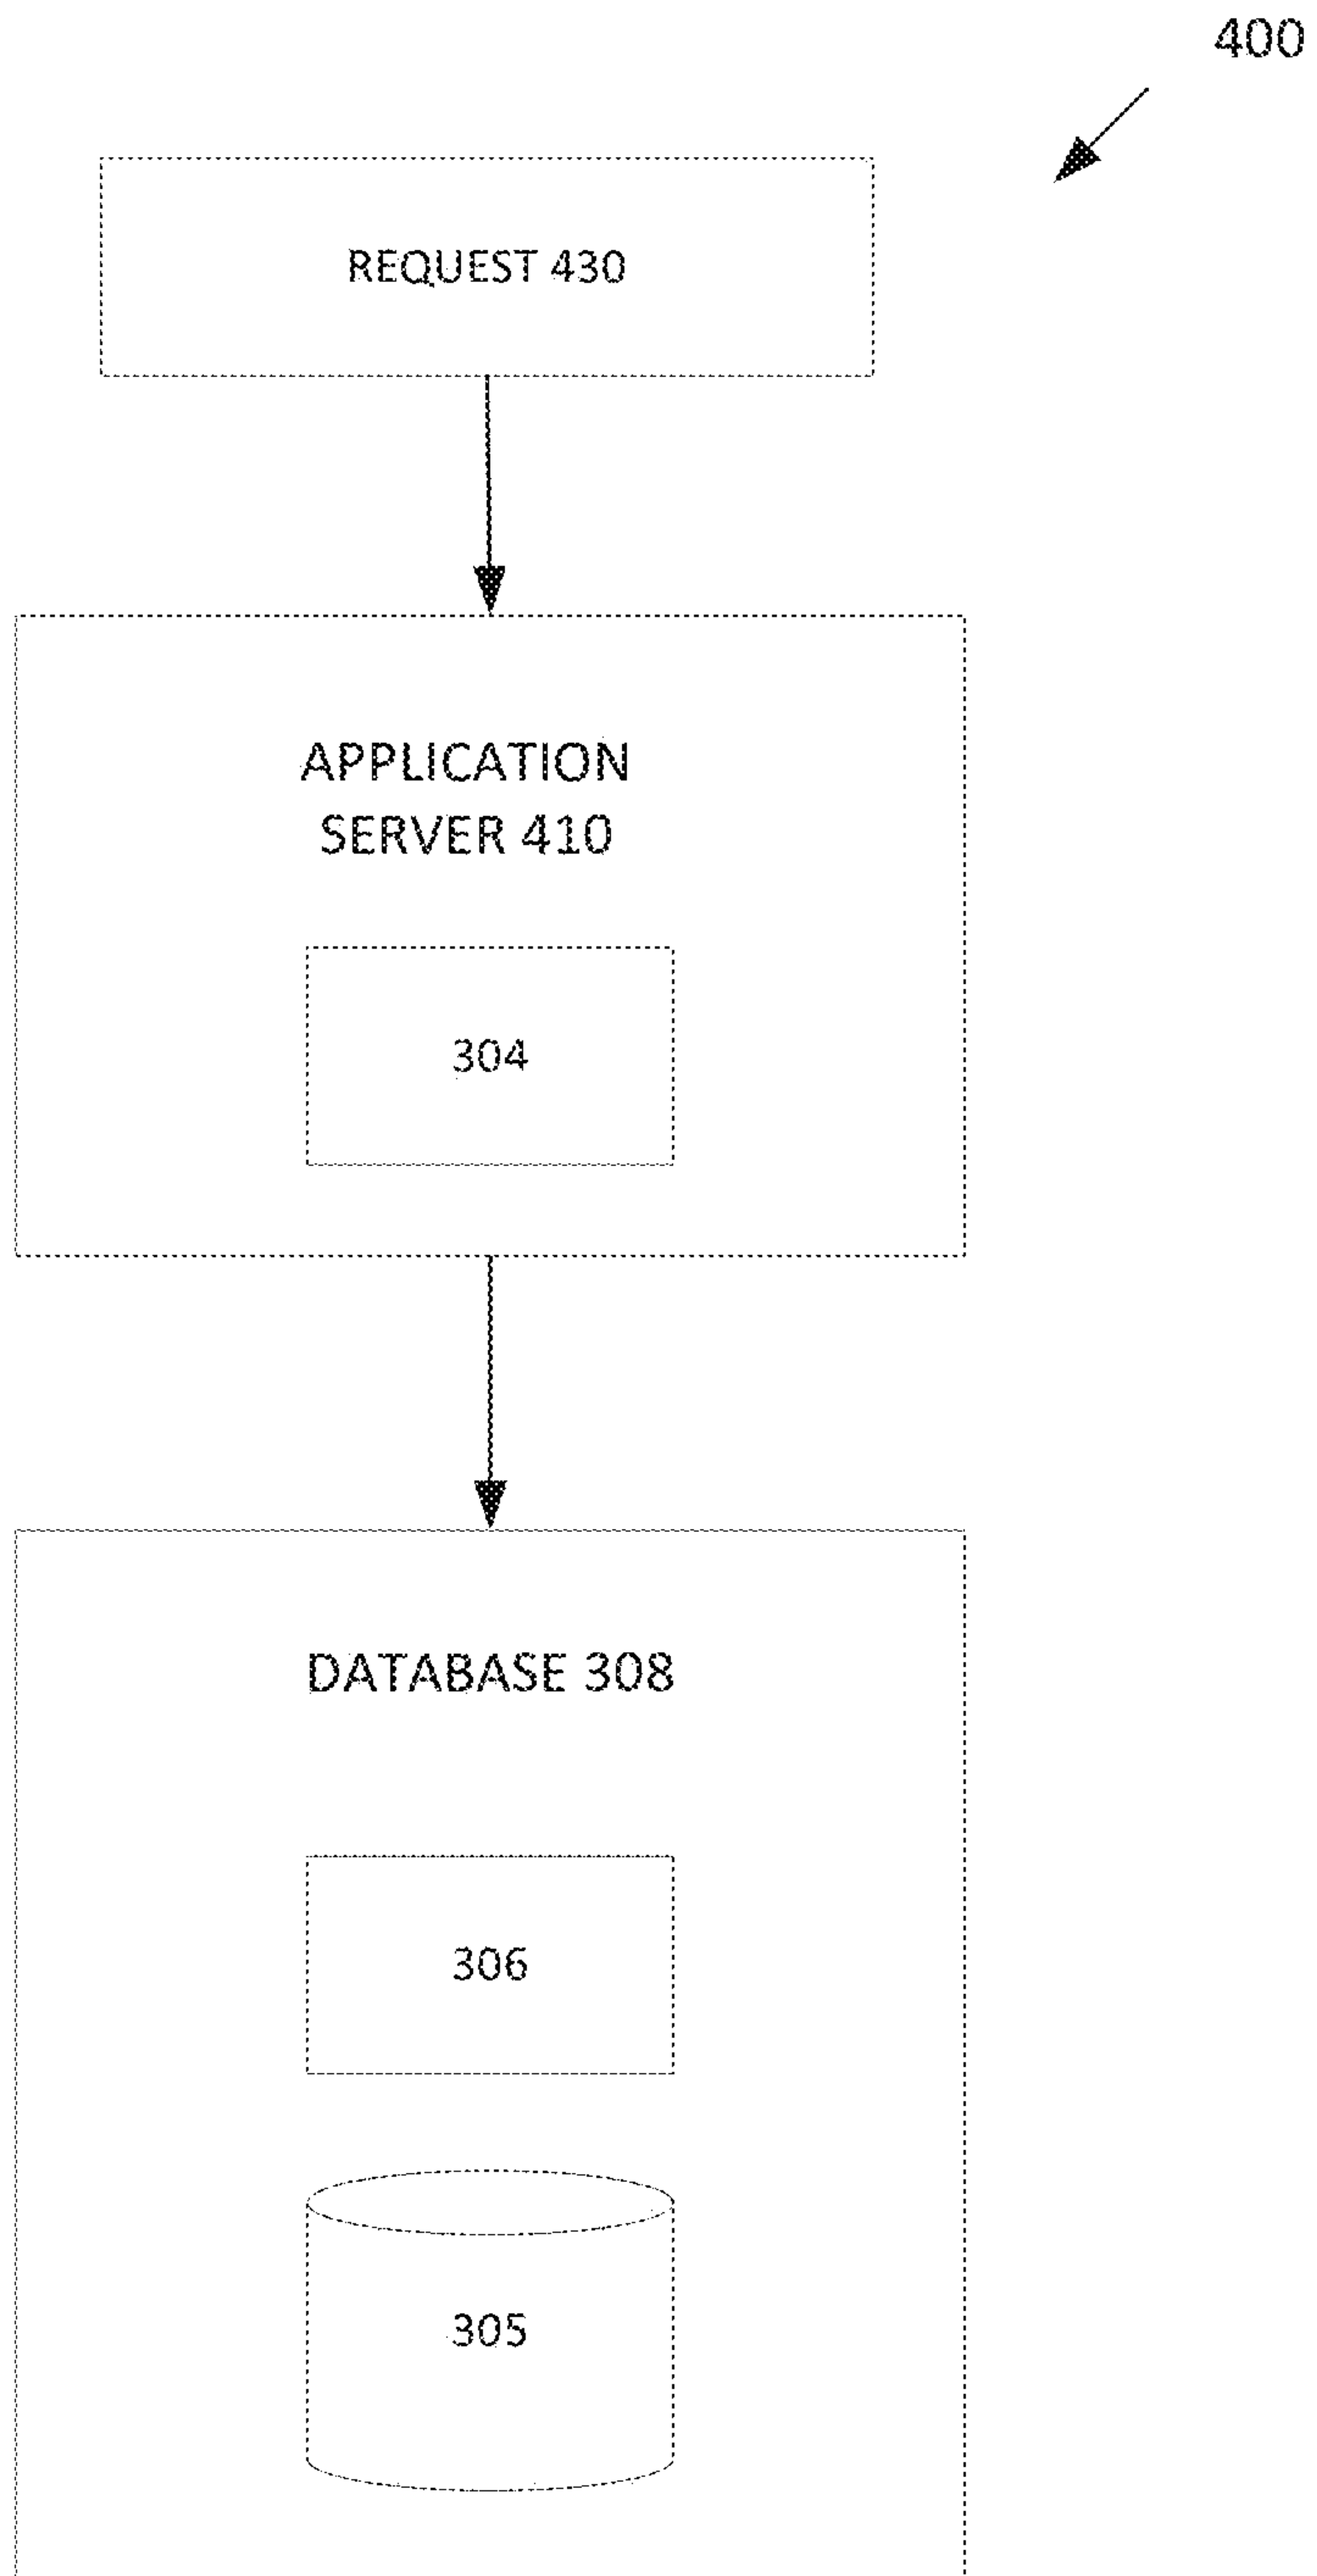 400
REQUEST 430
APPLICATION
SERVER 410
304
DATABASE 308
306
305